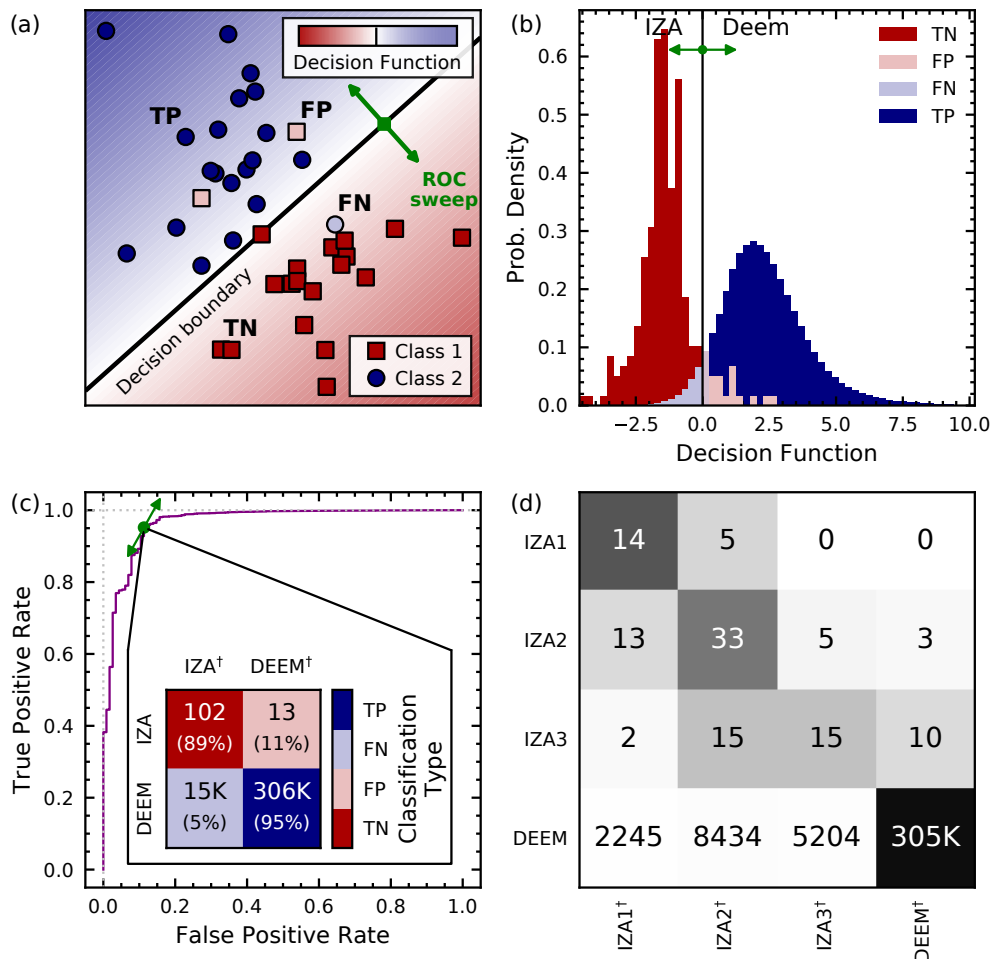 (a)
Decision Function
TP
FP
ROC
sweep
FN
TN
Decision boundary
Class 1
Class 2
(b)
IZA
Deem
TN
FP
FN
TP
Prob. Density
0.6
0.5
0.4
0.3
0.2
0.1
0.0
−2.5 0.0 2.5 5.0 7.5 10.0
Decision Function
(c)
True Positive Rate
1.0
0.8
0.6
0.4
0.2
0.0
IZA† DEEM†
IZA
102 13
(89%) (11%)
DEEM
15K 306K
(5%) (95%)
TP
FN
FP
TN
Classification
Type
0.0 0.2 0.4 0.6 0.8 1.0
False Positive Rate
(d)
IZA1 14 5 0 0
IZA2 13 33 5 3
IZA3 2 15 15 10
DEEM 2245 8434 5204 305K
IZA1† IZA2† IZA3† DEEM†